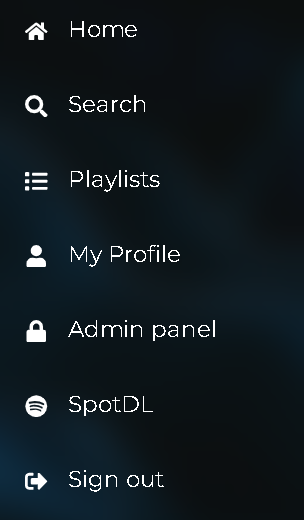 Home
Search
Playlists
My Profile
Admin panel
SpotDL
Sign out